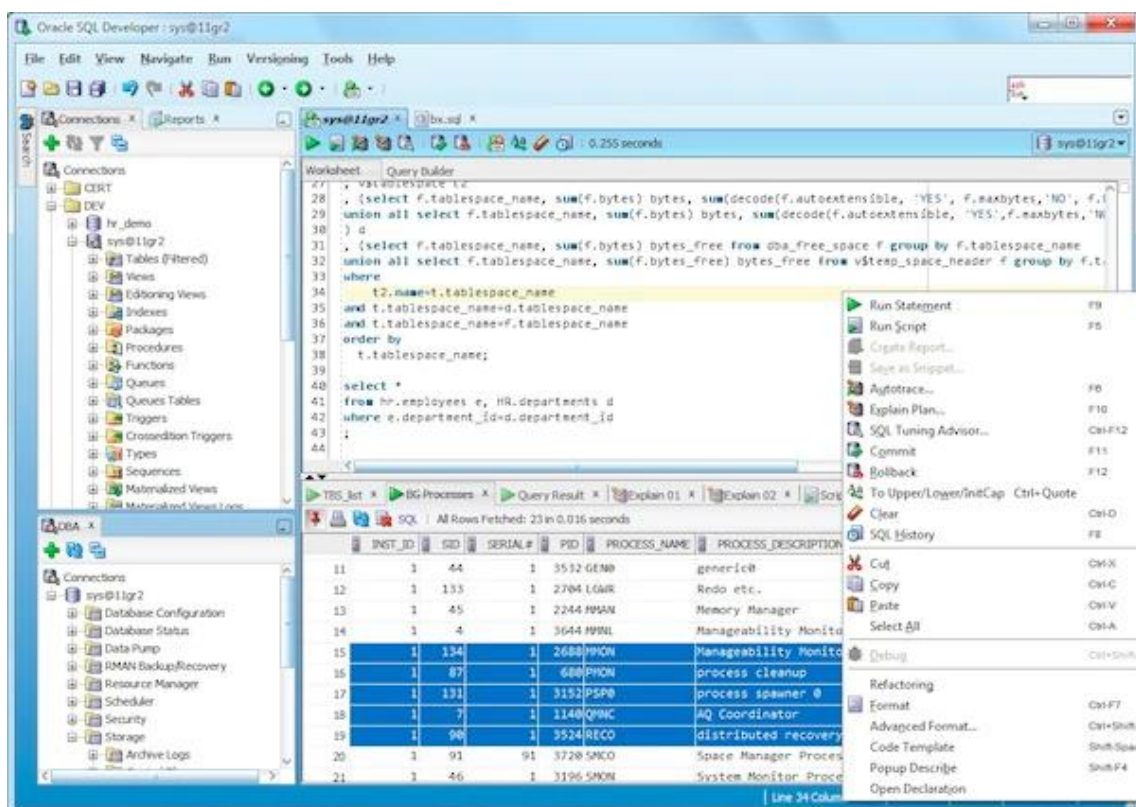 Oracle SQL Developer : sys@11gr2
File Edit View Navigate Run Versioning Tools Help
Connections Reports
Search
Connections
CERT
DEV
hr_demo
sys@11gr2
Tables (Filtered)
Views
Editioning Views
Indexes
Packages
Procedures
Functions
Queues
Queues Tables
Triggers
Crossedition Triggers
Types
Sequences
Materialized Views
Materialized Views Logs
DBA
Connections
sys@11gr2
Database Configuration
Database Status
Data Pump
RMAN Backup/Recovery
Resource Manager
Scheduler
Security
Storage
Archive Logs
sys@11gr2 bx.sql
0.255 seconds
sys@11gr2
Worksheet Query Builder
27 , v$tablespace t2
28 , (select f.tablespace_name, sum(f.bytes) bytes, sum(decode(f.autoextensible, 'YES', f.maxbytes,'NO', f.
29 union all select f.tablespace_name, sum(f.bytes) bytes, sum(decode(f.autoextensible, 'YES',f.maxbytes,
30 ) d
31 , (select f.tablespace_name, sum(f.bytes) bytes_free from dba_free_space f group by f.tablespace_name
32 union all select f.tablespace_name, sum(f.bytes_free) bytes_free from v$temp_space_header f group by f.t
33 where
34 t2.name=t.tablespace_name
35 and t.tablespace_name=d.tablespace_name
36 and t.tablespace_name=f.tablespace_name
37 order by
38 t.tablespace_name;
39
40 select *
41 from hr.employees e, HR.departments d
42 where e.department_id=d.department_id
43 ;
44
TBS_list BG Processes Query Result Explain 01 Explain 02 Scri
SQL All Rows Fetched: 23 in 0.016 seconds
INST_ID SID SERIAL# PID PROCESS_NAME PROCESS_DESCRIPTION
11 1 44 1 3532 GEN0 generic0
12 1 133 1 2704 LGWR Redo etc.
13 1 45 1 2244 MMAN Memory Manager
14 1 4 1 3644 MMNL Manageability Monito
15 1 134 1 2688 MMON Manageability Monito
16 1 87 1 680 PMON process cleanup
17 1 131 1 3152 PSP0 process spawner 0
18 1 7 1 1140 QMNC AQ Coordinator
19 1 90 1 3524 RECO distributed recovery
20 1 91 91 3720 SMCO Space Manager Proces
21 1 46 1 3196 SMON System Monitor Proce
Line 34 Colum
Run Statement F9
Run Script F5
Create Report...
Save as Snippet...
Autotrace... F6
Explain Plan... F10
SQL Tuning Advisor... Ctrl-F12
Commit F11
Rollback F12
To Upper/Lower/InitCap Ctrl+Quote
Clear Ctrl-D
SQL History F8
Cut Ctrl-X
Copy Ctrl-C
Paste Ctrl-V
Select All Ctrl-A
Debug Ctrl+Shift
Refactoring
Format Ctrl-F7
Advanced Format... Ctrl+Shift
Code Template Shift-Spac
Popup Describe Shift-F4
Open Declaration